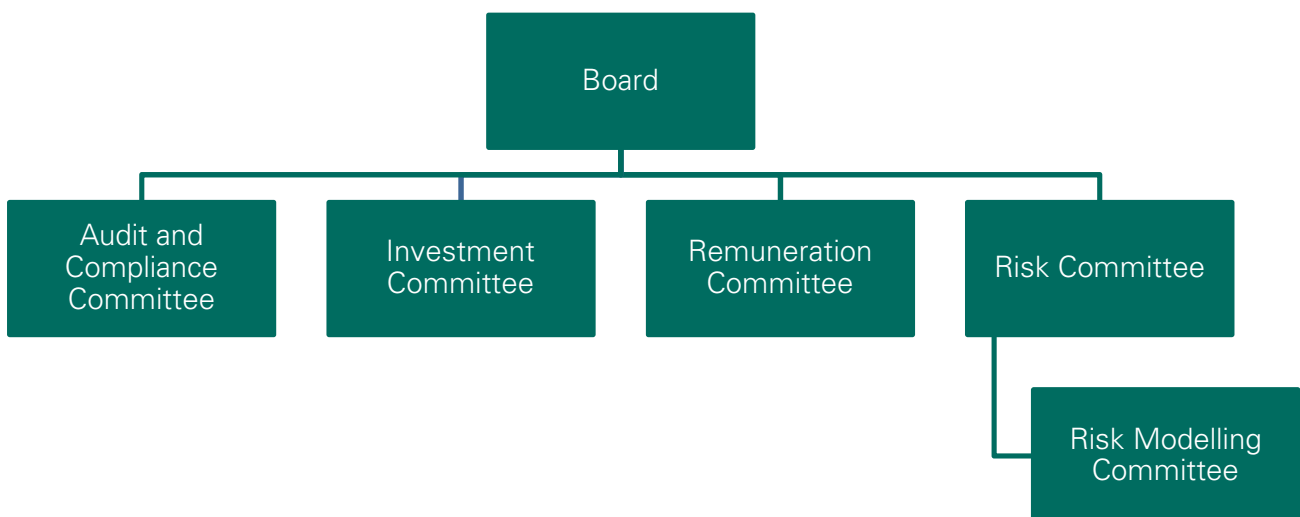 Board
Audit and
Compliance
Committee
Investment
Committee
Remuneration
Committee
Risk Committee
Risk Modelling
Committee